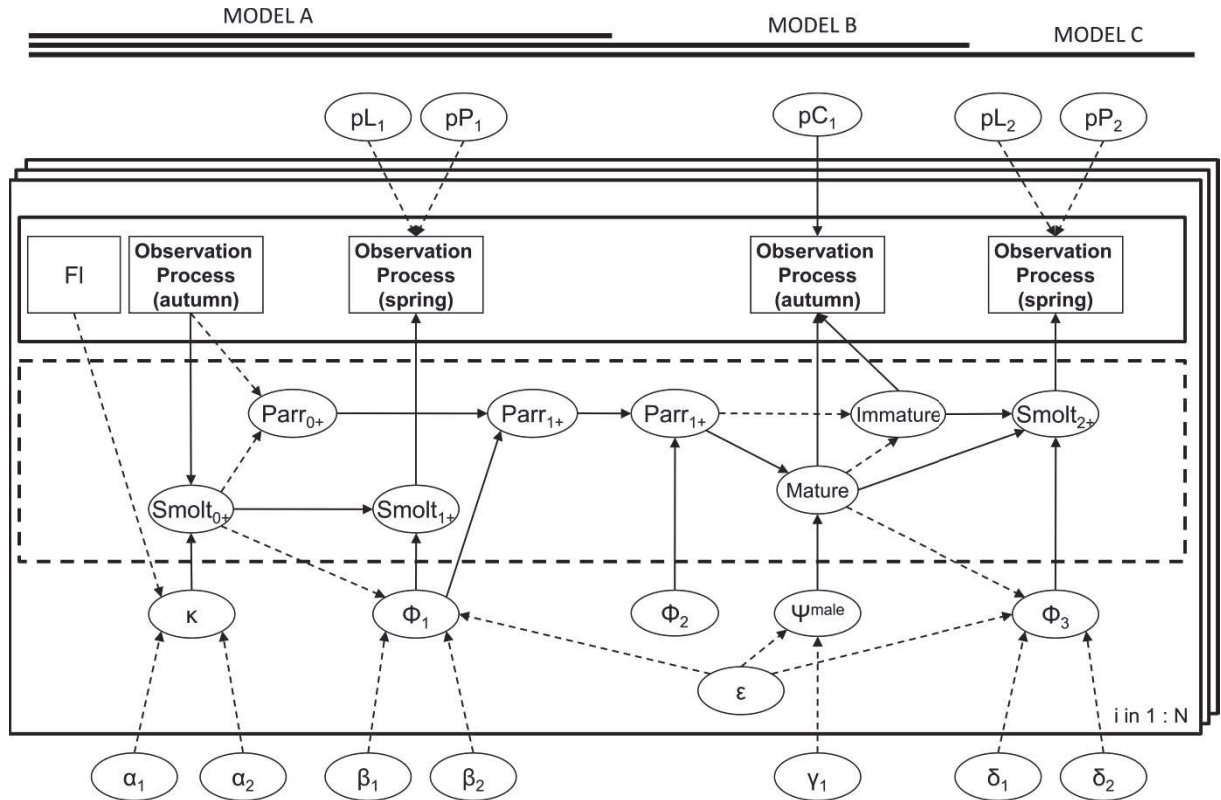 MODEL A
MODEL B
MODEL C
pL₁
pP₁
pC₁
pL₂
pP₂
Fl
Observation
Process
(autumn)
Observation
Process
(spring)
Observation
Process
(autumn)
Observation
Process
(spring)
Parr₀₊
Parr₁₊
Parr₁₊
Immature
Smolt₂₊
Smolt₀₊
Smolt₁₊
Mature
κ
Φ₁
Φ₂
Ψᵐᵃˡᵉ
Φ₃
ε
i in 1 : N
α₁
α₂
β₁
β₂
γ₁
δ₁
δ₂